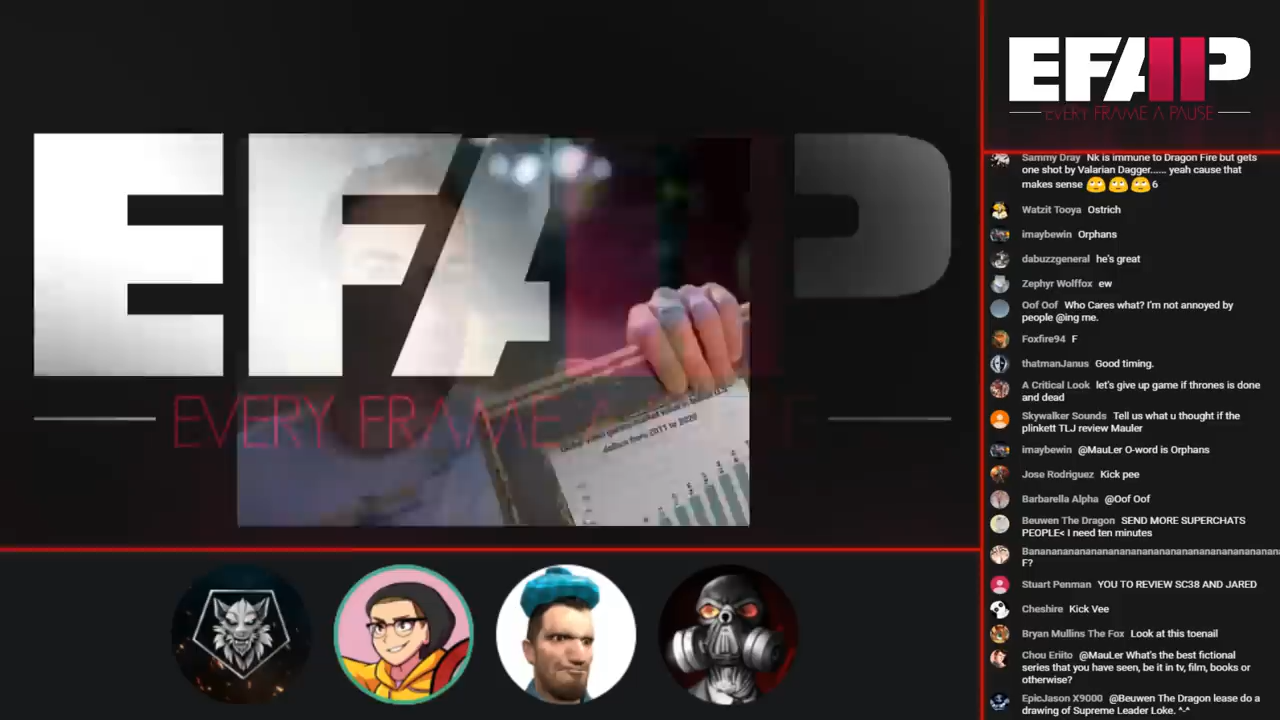 EFAP
EVERY FRAME A
dollars from 2011 to 2020
EFAP
EVERY FRAME A PAUSE
Sammy Dray Nk is immune to Dragon Fire but gets
one shot by Valarian Dagger...... yeah cause that
makes sense 🙄🙄🙄6
Watzit Tooya Ostrich
imaybewin Orphans
dabuzzgeneral he's great
Zephyr Wolffox ew
Oof Oof Who Cares what? I'm not annoyed by
people @ing me.
Foxfire94 F
thatmanJanus Good timing.
A Critical Look let's give up game if thrones is done
and dead
Skywalker Sounds Tell us what u thought if the
plinkett TLJ review Mauler
imaybewin @MauLer O-word is Orphans
Jose Rodriguez Kick pee
Barbarella Alpha @Oof Oof
Beuwen The Dragon SEND MORE SUPERCHATS
PEOPLE< I need ten minutes
F?
Stuart Penman YOU TO REVIEW SC38 AND JARED
Cheshire Kick Vee
Bryan Mullins The Fox Look at this toenail
Chou Eriito @MauLer What's the best fictional
series that you have seen, be it in tv, film, books or
otherwise?
EpicJason X9000 @Beuwen The Dragon lease do a
drawing of Supreme Leader Loke. ^-^